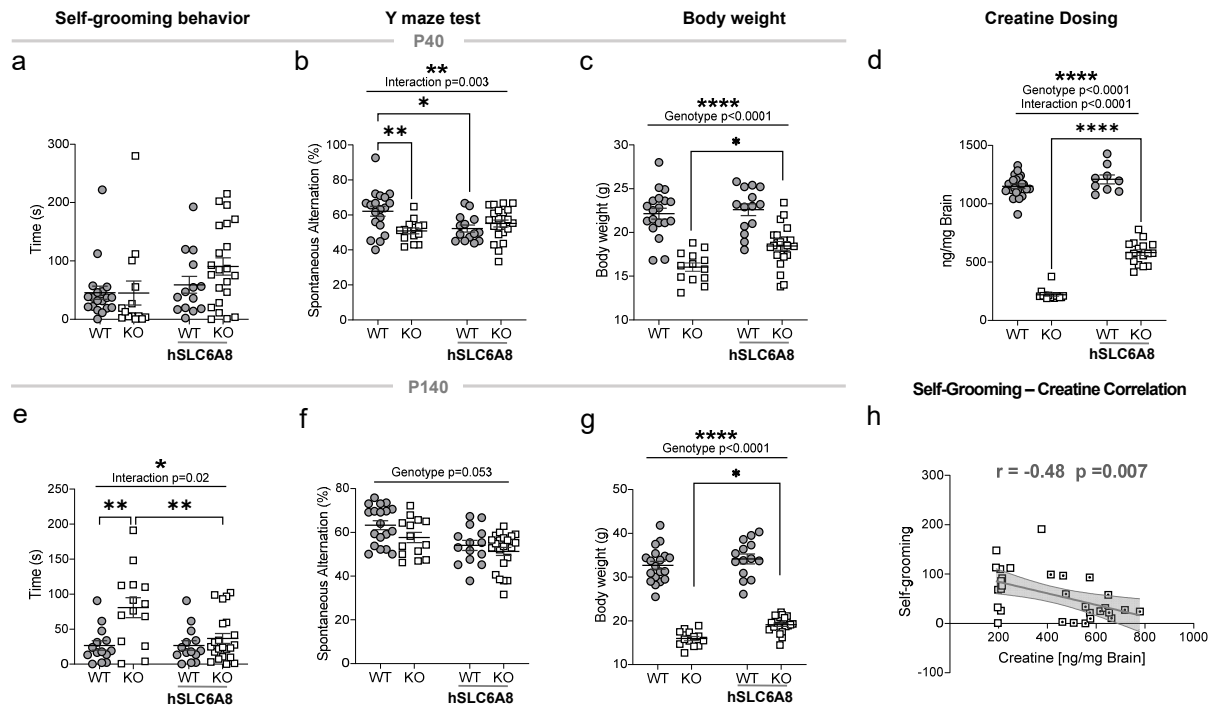 Self-grooming behavior
Y maze test
Body weight
Creatine Dosing
P40
a
Time (s)
300
200
100
0
WT
KO
WT
KO
hSLC6A8
b
**
Interaction p=0.003
*
**
Spontaneous Alternation (%)
100
80
60
40
20
0
WT
KO
WT
KO
hSLC6A8
c
****
Genotype p<0.0001
*
Body weight (g)
30
25
20
15
10
WT
KO
WT
KO
hSLC6A8
d
****
Genotype p<0.0001
Interaction p<0.0001
****
ng/mg Brain
1500
1000
500
0
WT
KO
WT
KO
hSLC6A8
P140
e
*
Interaction p=0.02
**
**
Time (s)
250
200
150
100
50
0
WT
KO
WT
KO
hSLC6A8
f
Genotype p=0.053
Spontaneous Alternation (%)
80
60
40
20
0
WT
KO
WT
KO
hSLC6A8
g
****
Genotype p<0.0001
*
Body weight (g)
50
40
30
20
10
WT
KO
WT
KO
hSLC6A8
Self-Grooming – Creatine Correlation
h
r = -0.48 p =0.007
Self-grooming
300
200
100
0
-100
200
400
600
800
1000
Creatine [ng/mg Brain]